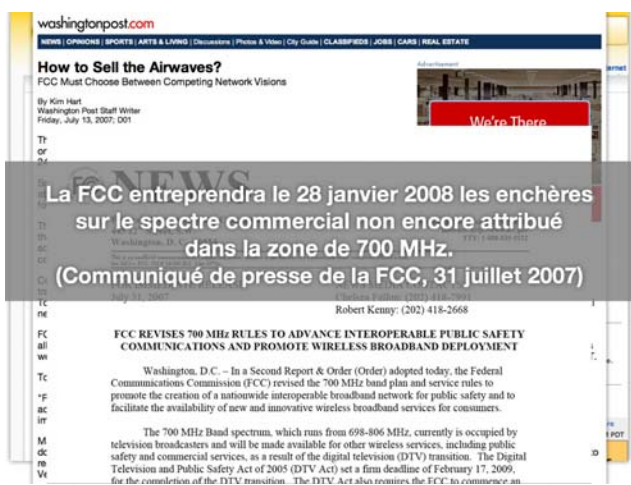 washingtonpost.com
NEWS | OPINIONS | SPORTS | ARTS & LIVING | Discussions | Photos & Video | City Guide | CLASSIFIEDS | JOBS | CARS | REAL ESTATE
How to Sell the Airwaves?
FCC Must Choose Between Competing Network Visions
Advertisement
By Kim Hart
Washington Post Staff Writer
Friday, July 13, 2007; D01
We're There
NEWS
La FCC entreprendra le 28 janvier 2008 les enchères
sur le spectre commercial non encore attribué
dans la zone de 700 MHz.
(Communiqué de presse de la FCC, 31 juillet 2007)
July 31, 2007
Robert Kenny: (202) 418-2668
FCC REVISES 700 MHz RULES TO ADVANCE INTEROPERABLE PUBLIC SAFETY
COMMUNICATIONS AND PROMOTE WIRELESS BROADBAND DEPLOYMENT
Washington, D.C. – In a Second Report & Order (Order) adopted today, the Federal
Communications Commission (FCC) revised the 700 MHz band plan and service rules to
promote the creation of a nationwide interoperable broadband network for public safety and to
facilitate the availability of new and innovative wireless broadband services for consumers.
The 700 MHz Band spectrum, which runs from 698-806 MHz, currently is occupied by
television broadcasters and will be made available for other wireless services, including public
safety and commercial services, as a result of the digital television (DTV) transition. The Digital
Television and Public Safety Act of 2005 (DTV Act) set a firm deadline of February 17, 2009,
for the completion of the DTV transition. The DTV Act also requires the FCC to commence an